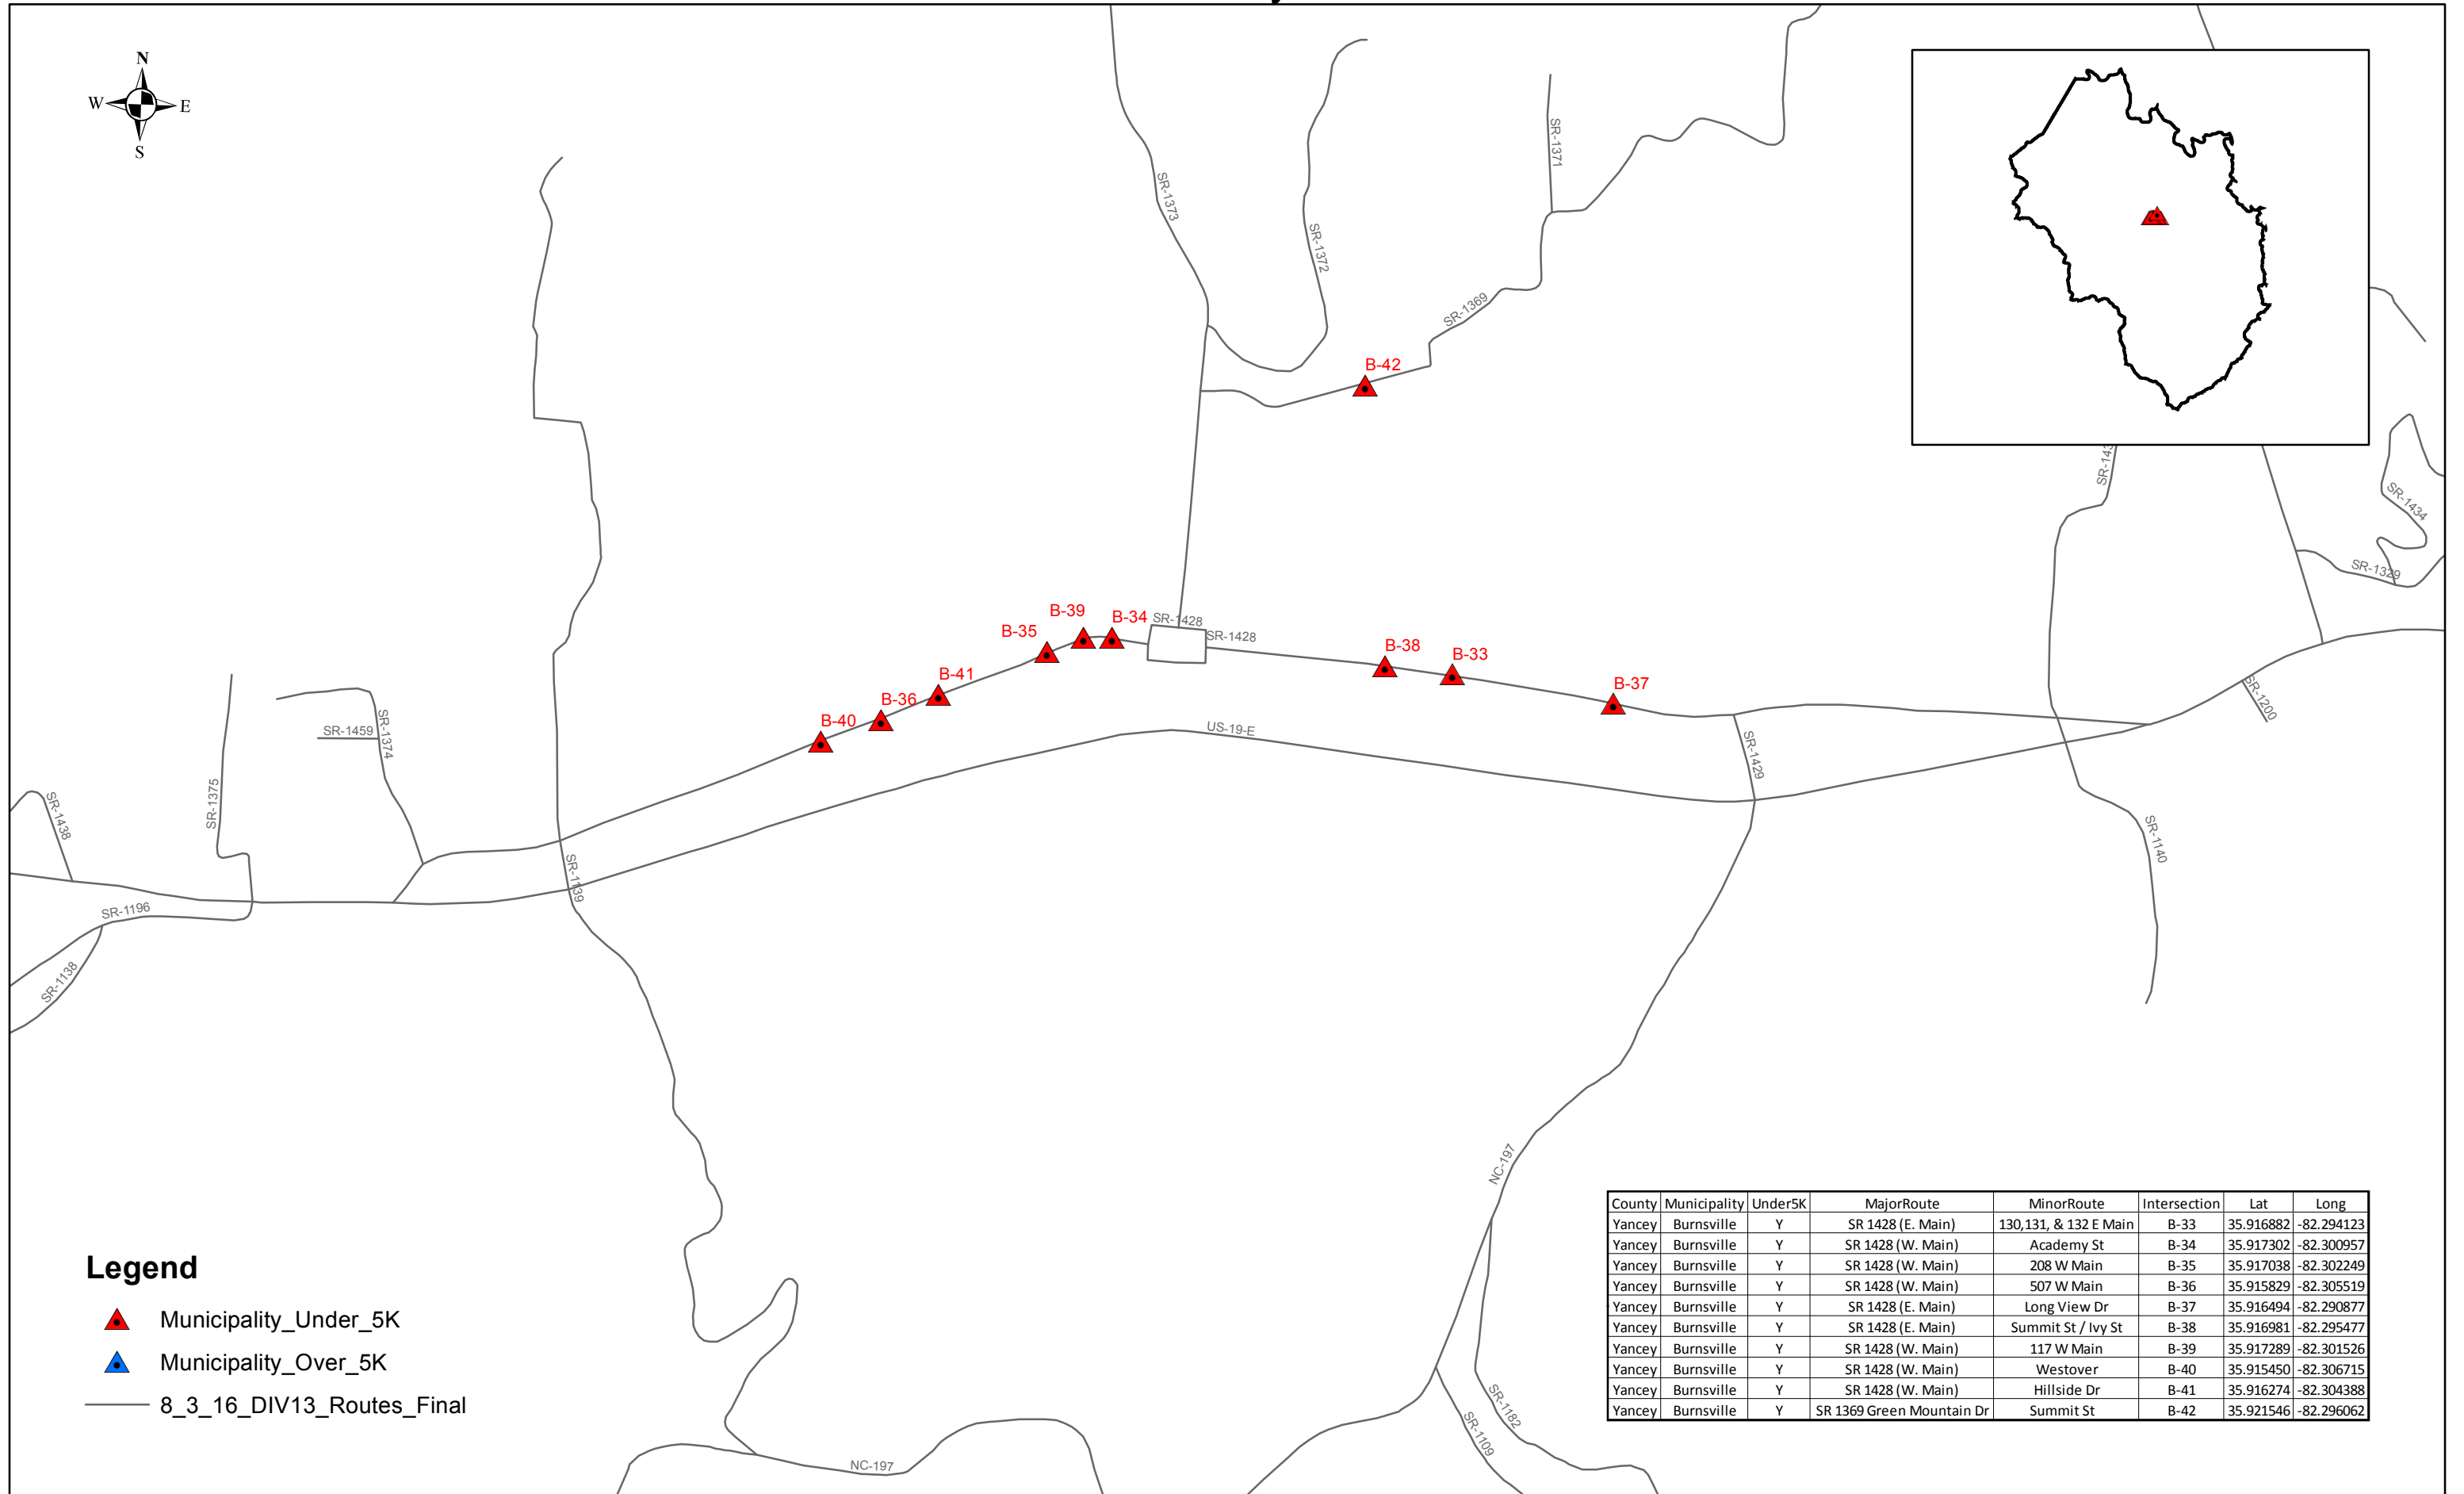 N
W E
S
SR-1373
SR-1372
SR-1371
SR-1369
B-42
SR-1434
SR-1329
B-39
B-34
SR-1428
B-35
SR-1428
B-38
B-33
B-41
B-37
B-36
B-40
SR-1200
US-19-E
SR-1459
SR-1374
SR-1375
SR-1438
SR-1429
SR-1139
SR-1140
SR-1196
SR-1138
NC-197
SR-1182
SR-1109
NC-197
Legend
Municipality_Under_5K
Municipality_Over_5K
8_3_16_DIV13_Routes_Final
County Municipality Under5K MajorRoute MinorRoute Intersection Lat Long
Yancey Burnsville Y SR 1428 (E. Main) 130,131, & 132 E Main B-33 35.916882 -82.294123
Yancey Burnsville Y SR 1428 (W. Main) Academy St B-34 35.917302 -82.300957
Yancey Burnsville Y SR 1428 (W. Main) 208 W Main B-35 35.917038 -82.302249
Yancey Burnsville Y SR 1428 (W. Main) 507 W Main B-36 35.915829 -82.305519
Yancey Burnsville Y SR 1428 (E. Main) Long View Dr B-37 35.916494 -82.290877
Yancey Burnsville Y SR 1428 (E. Main) Summit St / Ivy St B-38 35.916981 -82.295477
Yancey Burnsville Y SR 1428 (W. Main) 117 W Main B-39 35.917289 -82.301526
Yancey Burnsville Y SR 1428 (W. Main) Westover B-40 35.915450 -82.306715
Yancey Burnsville Y SR 1428 (W. Main) Hillside Dr B-41 35.916274 -82.304388
Yancey Burnsville Y SR 1369 Green Mountain Dr Summit St B-42 35.921546 -82.296062